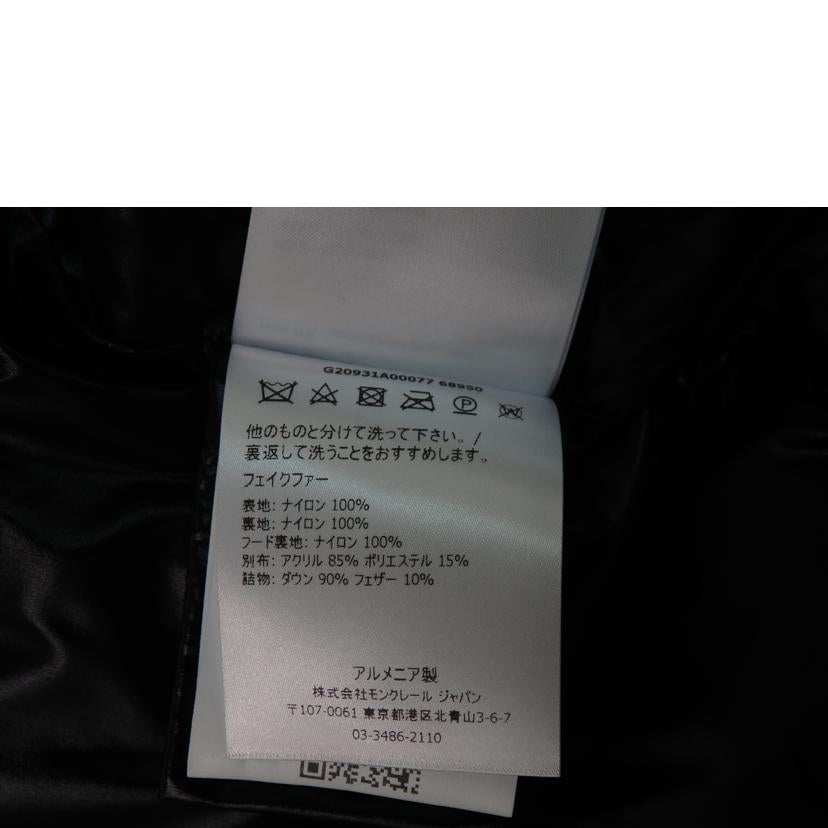 G20931A00077 68950
P
W
他のものと分けて洗って下さい。/
裏返して洗うことをおすすめします。
フェイクファー
表地: ナイロン 100%
裏地: ナイロン 100%
フード裏地: ナイロン 100%
別布: アクリル 85% ポリエステル 15%
詰物: ダウン 90% フェザー 10%
アルメニア製
株式会社モンクレール ジャパン
〒107-0061 東京都港区北青山3-6-7
03-3486-2110